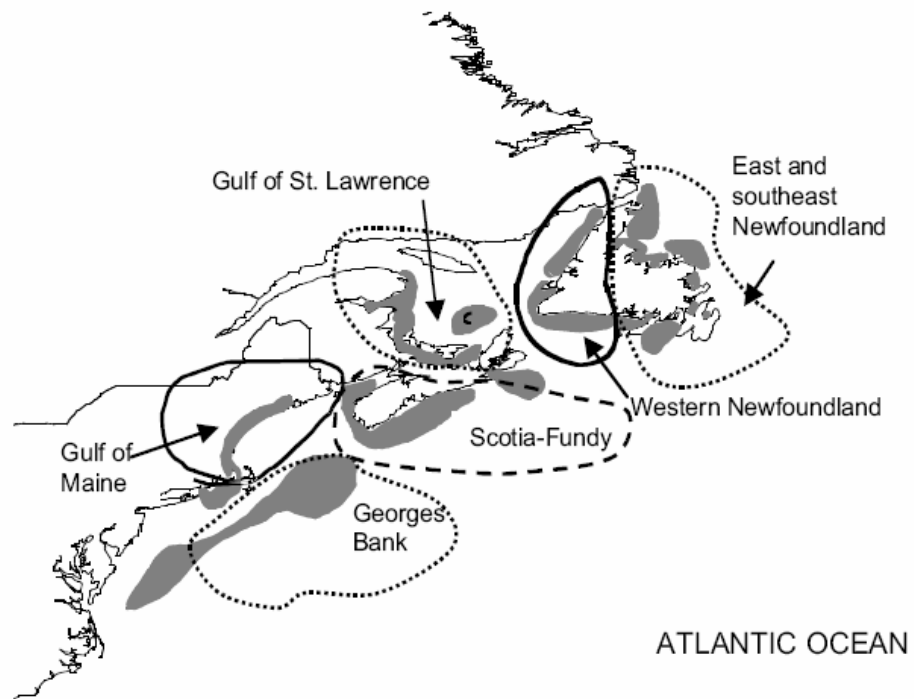 East and
southeast
Newfoundland
Gulf of St. Lawrence
Western Newfoundland
Scotia-Fundy
Gulf of
Maine
Georges
Bank
ATLANTIC OCEAN